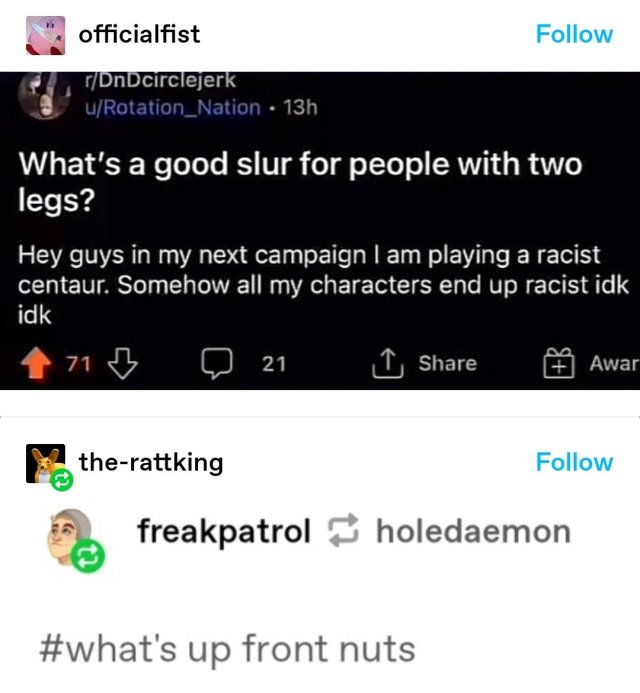 officialfist
Follow
r/DnDcirclejerk
u/Rotation_Nation • 13h
What's a good slur for people with two
legs?
Hey guys in my next campaign I am playing a racist
centaur. Somehow all my characters end up racist idk
idk
71 21 Share Awar
the-rattking
Follow
freakpatrol holedaemon
#what's up front nuts